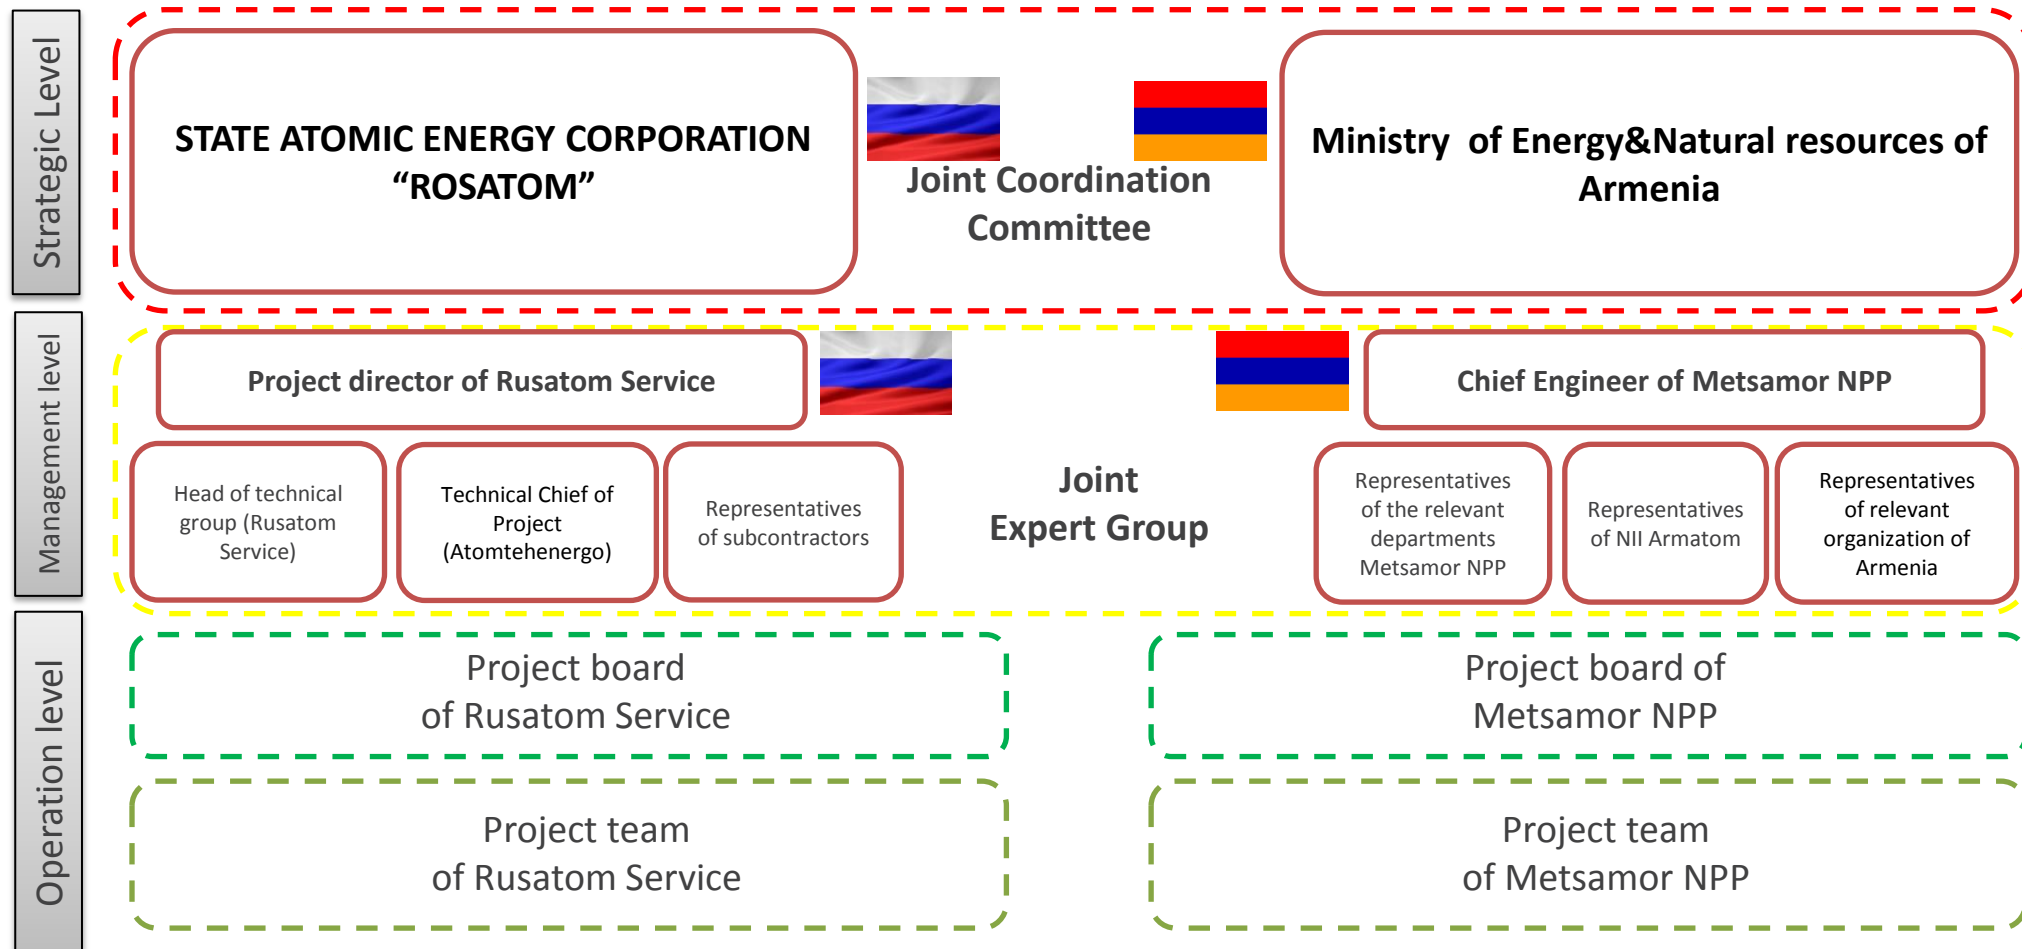 Strategic Level
STATE ATOMIC ENERGY CORPORATION
“ROSATOM”
Joint Coordination
Committee
Ministry  of Energy&Natural resources of
Armenia
Management level
Project director of Rusatom Service
Chief Engineer of Metsamor NPP
Head of technical
group (Rusatom
Service)
Technical Chief of
Project
(Atomtehenergo)
Representatives
of subcontractors
Joint
Expert Group
Representatives
of the relevant
departments
Metsamor NPP
Representatives
of NII Armatom
Representatives
of relevant
organization of
Armenia
Operation level
Project board
of Rusatom Service
Project board of
Metsamor NPP
Project team
of Rusatom Service
Project team
of Metsamor NPP